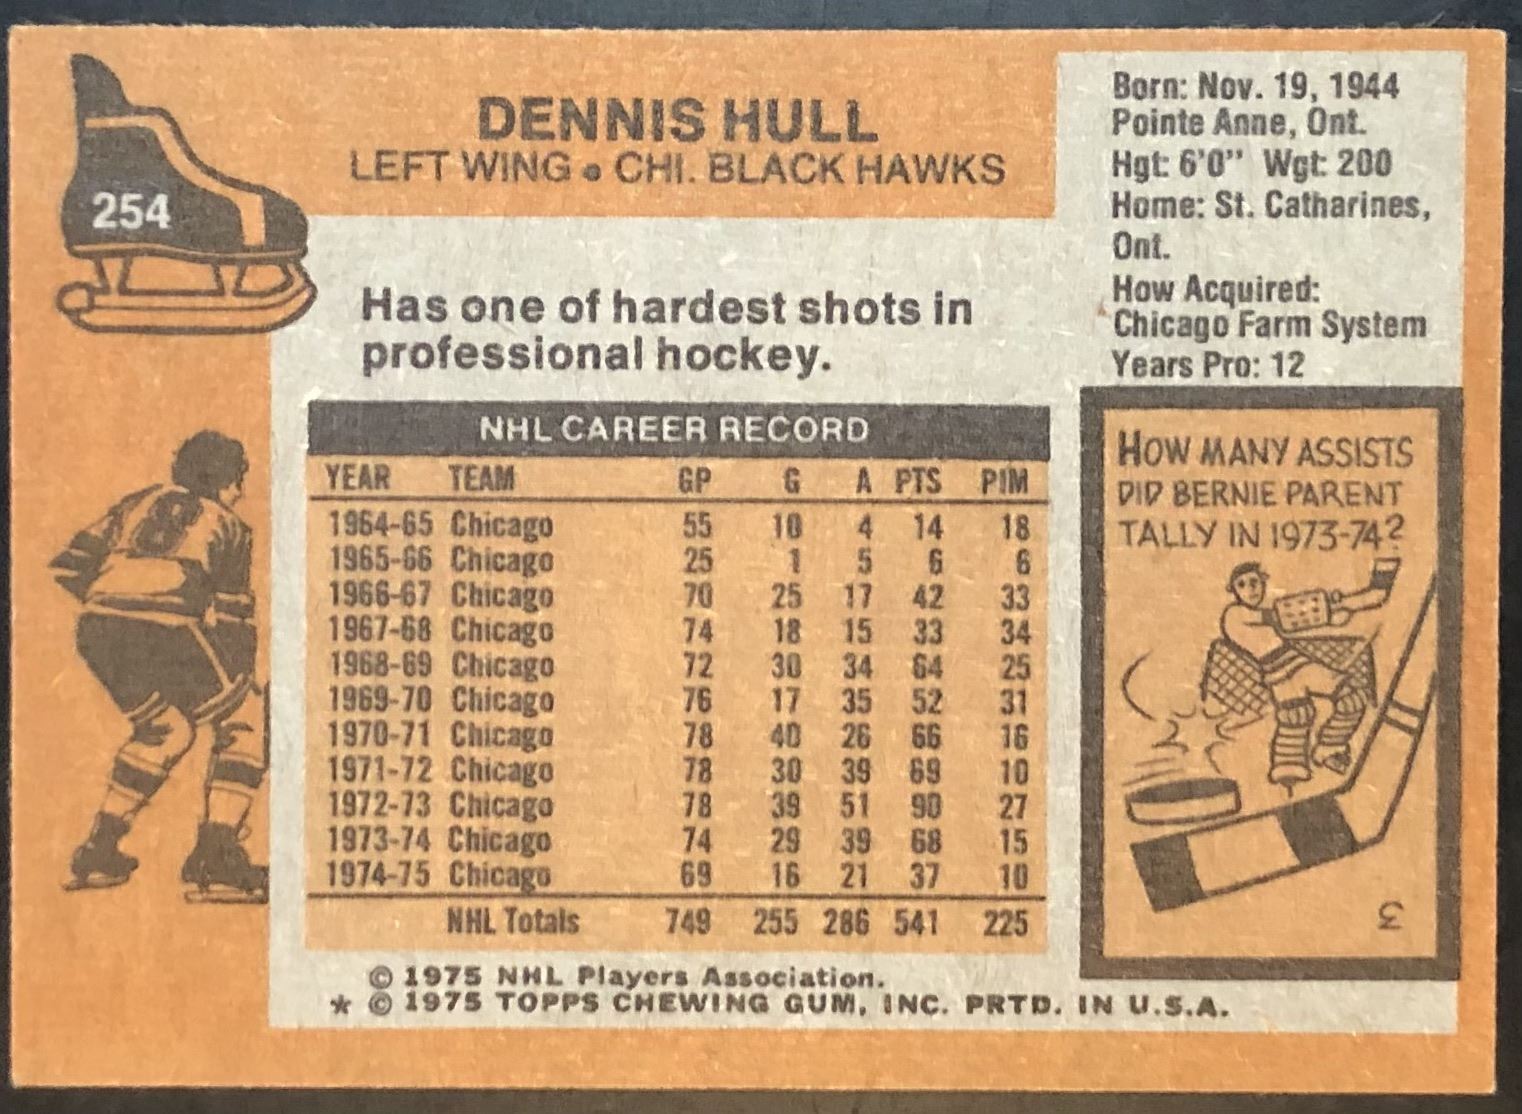 254
DENNIS HULL
LEFT WING • CHI. BLACK HAWKS
Born: Nov. 19, 1944
Pointe Anne, Ont.
Hgt: 6'0" Wgt: 200
Home: St. Catharines,
Ont.
How Acquired:
Chicago Farm System
Years Pro: 12
Has one of hardest shots in
professional hockey.
8
NHL CAREER RECORD
YEAR TEAM GP G A PTS PIM
1964-65 Chicago 55 10 4 14 18
1965-66 Chicago 25 1 5 6 6
1966-67 Chicago 70 25 17 42 33
1967-68 Chicago 74 18 15 33 34
1968-69 Chicago 72 30 34 64 25
1969-70 Chicago 76 17 35 52 31
1970-71 Chicago 78 40 26 66 16
1971-72 Chicago 78 30 39 69 10
1972-73 Chicago 78 39 51 90 27
1973-74 Chicago 74 29 39 68 15
1974-75 Chicago 69 16 21 37 10
NHL Totals 749 255 286 541 225
HOW MANY ASSISTS
DID BERNIE PARENT
TALLY IN 1973-74?
3
© 1975 NHL Players Association.
* © 1975 TOPPS CHEWING GUM, INC. PRTD. IN U.S.A.